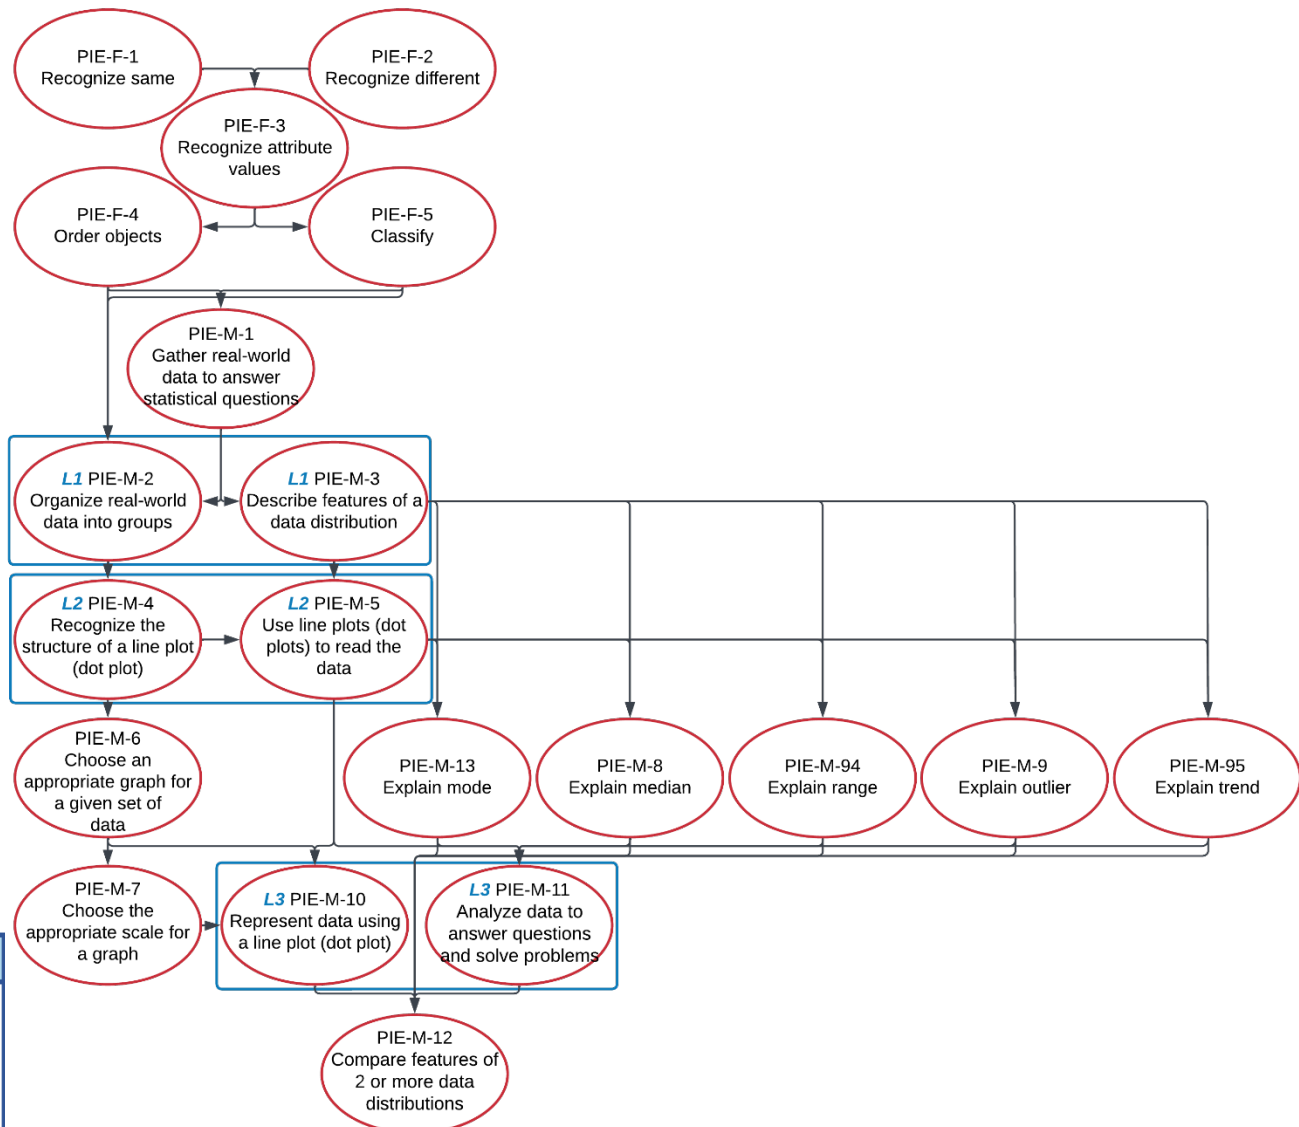 PIE-F-1
Recognize same
PIE-F-2
Recognize different
PIE-F-3
Recognize attribute
values
PIE-F-4
Order objects
PIE-F-5
Classify
PIE-M-1
Gather real-world
data to answer
statistical questions
L1 PIE-M-2
Organize real-world
data into groups
L1 PIE-M-3
Describe features of a
data distribution
L2 PIE-M-4
Recognize the
structure of a line plot
(dot plot)
L2 PIE-M-5
Use line plots (dot
plots) to read the
data
PIE-M-6
Choose an
appropriate graph for
a given set of
data
PIE-M-13
Explain mode
PIE-M-8
Explain median
PIE-M-94
Explain range
PIE-M-9
Explain outlier
PIE-M-95
Explain trend
PIE-M-7
Choose the
appropriate scale for
a graph
L3 PIE-M-10
Represent data using
a line plot (dot plot)
L3 PIE-M-11
Analyze data to
answer questions
and solve problems
PIE-M-12
Compare features of
2 or more data
distributions